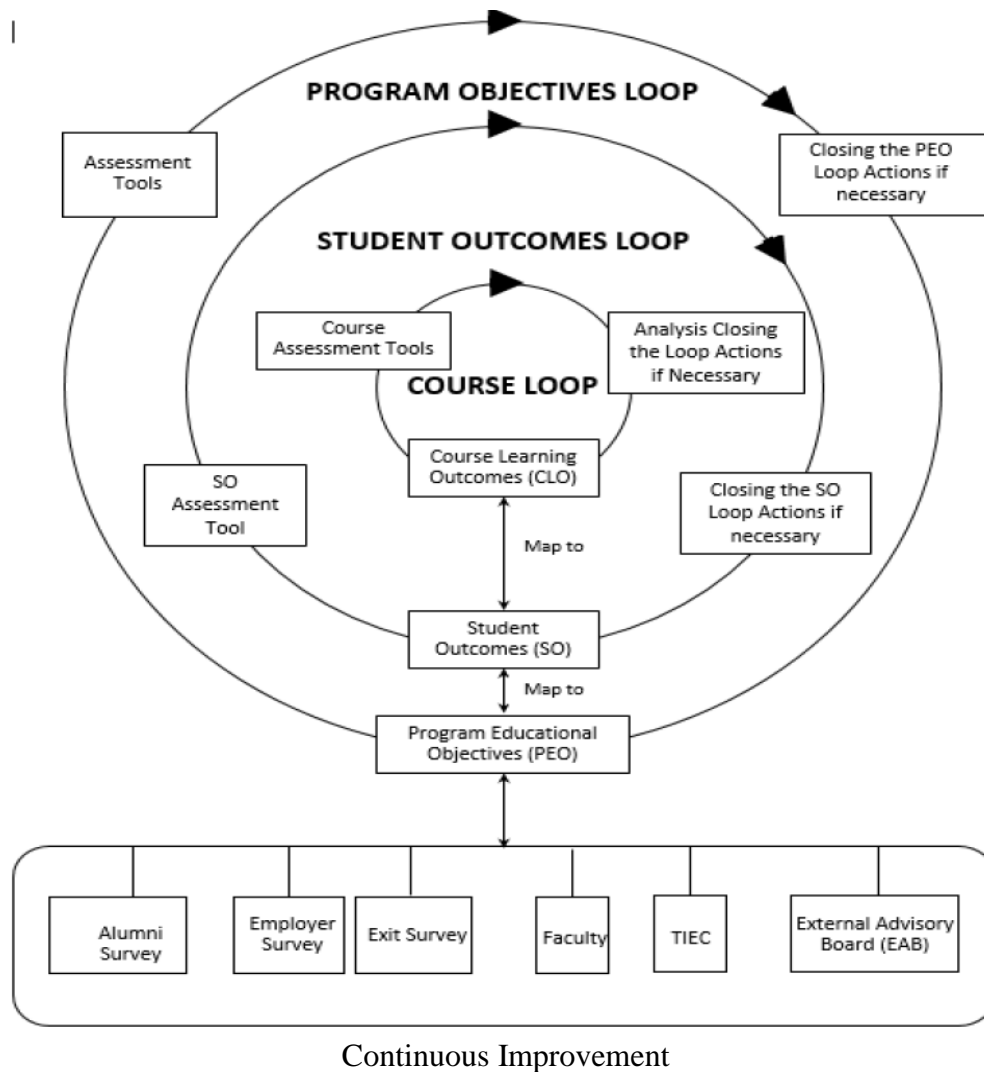 PROGRAM OBJECTIVES LOOP
Assessment
Tools
Closing the PEO
Loop Actions if
necessary
STUDENT OUTCOMES LOOP
Course
Assessment Tools
Analysis Closing
the Loop Actions
if Necessary
COURSE LOOP
Course Learning
Outcomes (CLO)
SO
Assessment
Tool
Closing the SO
Loop Actions if
necessary
Map to
Student
Outcomes (SO)
Map to
Program Educational
Objectives (PEO)
Alumni
Survey
Employer
Survey
Exit Survey
Faculty
TIEC
External Advisory
Board (EAB)
Continuous Improvement